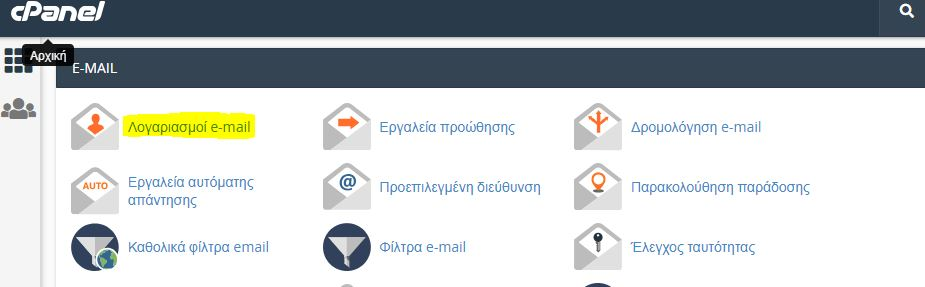 cPanel
Αρχική
E-MAIL
Λογαριασμοί e-mail
Εργαλεία προώθησης
Δρομολόγηση e-mail
AUTO
Εργαλεία αυτόματης
απάντησης
@
Προεπιλεγμένη διεύθυνση
Παρακολούθηση παράδοσης
Καθολικά φίλτρα email
Φίλτρα e-mail
Έλεγχος ταυτότητας